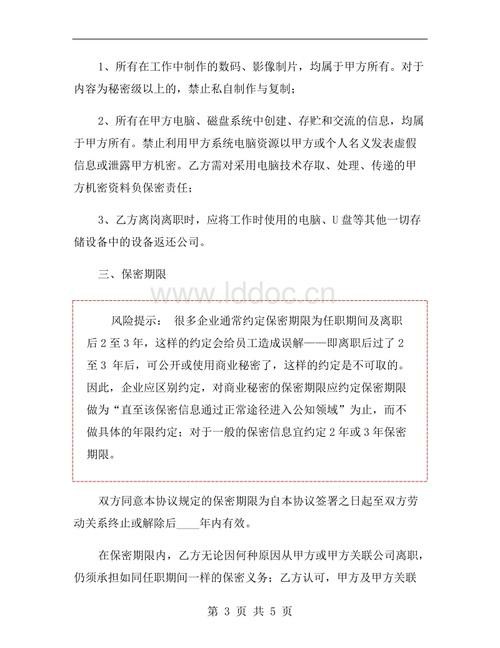 1、所有在工作中制作的数码、影像制片，均属于甲方所有。对于
内容为秘密级以上的，禁止私自制作与复制；
2、所有在甲方电脑、磁盘系统中创建、存贮和交流的信息，均属
于甲方所有。禁止利用甲方系统电脑资源以甲方或个人名义发表虚假
信息或泄露甲方机密。乙方需对采用电脑技术存取、处理、传递的甲
方机密资料负保密责任；
3、乙方离岗离职时，应将工作时使用的电脑、U 盘等其他一切存
储设备中的设备返还公司。
三、保密期限
www.lddoc.cn
风险提示： 很多企业通常约定保密期限为任职期间及离职
后 2 至 3 年，这样的约定会给员工造成误解——即离职后过了 2
至 3 年后，可公开或使用商业秘密了，这样的约定是不可取的。
因此，企业应区别约定，对商业秘密的保密期限应约定保密期限
做为“直至该保密信息通过正常途径进入公知领域”为止，而不
做具体的年限约定；对于一般的保密信息宜约定 2 年或 3 年保密
期限。
双方同意本协议规定的保密期限为自本协议签署之日起至双方劳
动关系终止或解除后____年内有效。
在保密期限内，乙方无论因何种原因从甲方或甲方关联公司离职，
仍须承担如同任职期间一样的保密义务；乙方认可，甲方及甲方关联
第 3 页 共 5 页